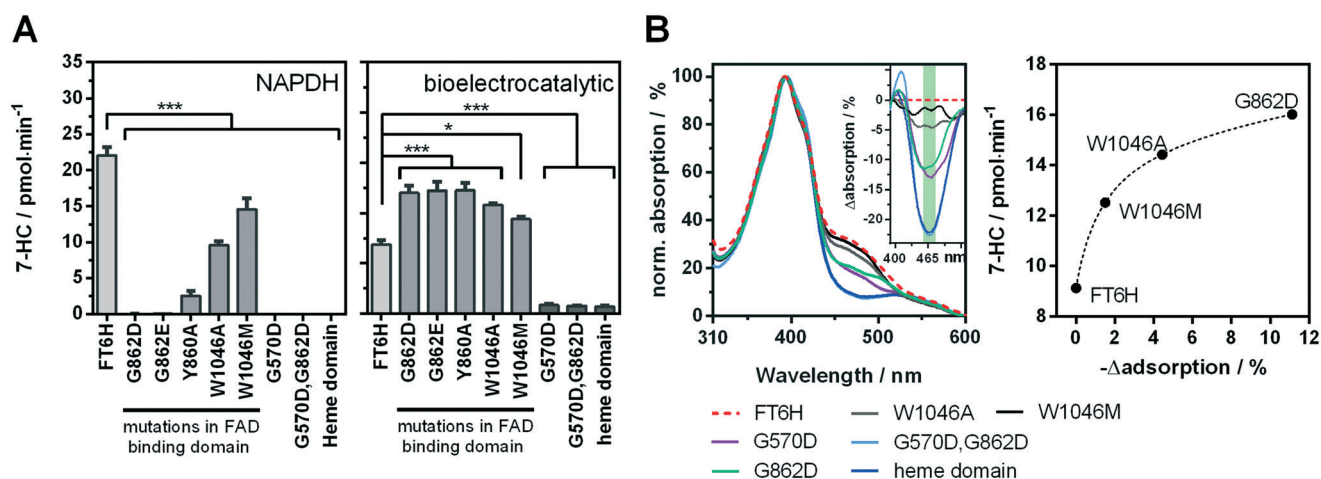 A
35
30
25
20
15
10
5
0
7-HC / pmol·min⁻¹
NAPDH
***
FT6H
G862D
G862E
Y860A
W1046A
W1046M
G570D
G570D,G862D
Heme domain
mutations in FAD
binding domain
bioelectrocatalytic
***
*
***
FT6H
G862D
G862E
Y860A
W1046A
W1046M
G570D
G570D,G862D
heme domain
mutations in FAD
binding domain
B
100
80
60
40
20
0
norm. absorption / %
310 400 500 600
Wavelength / nm
5
0
-5
-10
-15
-20
Δabsorption / %
400 465 nm
FT6H W1046A W1046M
G570D G570D,G862D
G862D heme domain
18
16
14
12
10
8
7-HC / pmol·min⁻¹
G862D
W1046A
W1046M
FT6H
0 2 4 6 8 10 12
-Δadsorption / %